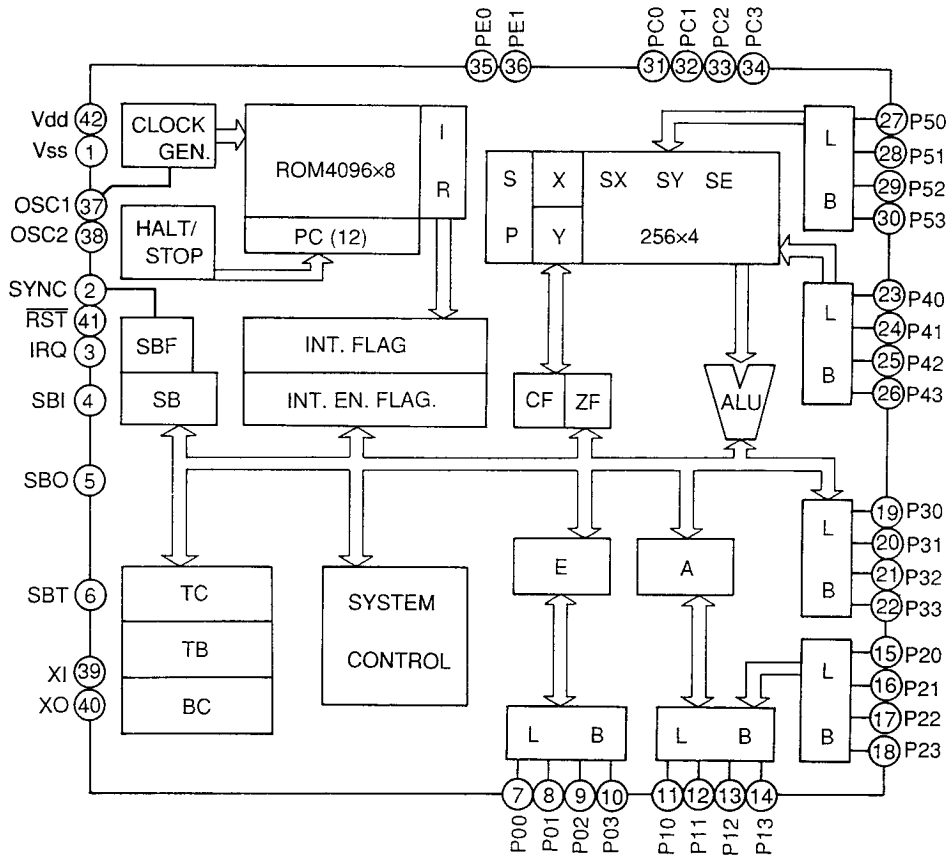 PE0
PE1
PC0
PC1
PC2
PC3
35
36
31
32
33
34
Vdd
42
Vss
1
OSC1
37
OSC2
38
SYNC
2
RST
41
IRQ
3
SBI
4
SBO
5
SBT
6
XI
39
XO
40
CLOCK
GEN.
HALT/
STOP
ROM4096×8
I
R
PC (12)
SBF
SB
INT. FLAG
INT. EN. FLAG.
S
P
X
Y
SX SY SE
256×4
CF
ZF
ALU
TC
TB
BC
SYSTEM
CONTROL
E
A
L
B
27
P50
28
P51
29
P52
30
P53
L
B
23
P40
24
P41
25
P42
26
P43
L
B
19
P30
20
P31
21
P32
22
P33
L
B
15
P20
16
P21
17
P22
18
P23
L B
L B
7
8
9
10
11
12
13
14
P00
P01
P02
P03
P10
P11
P12
P13